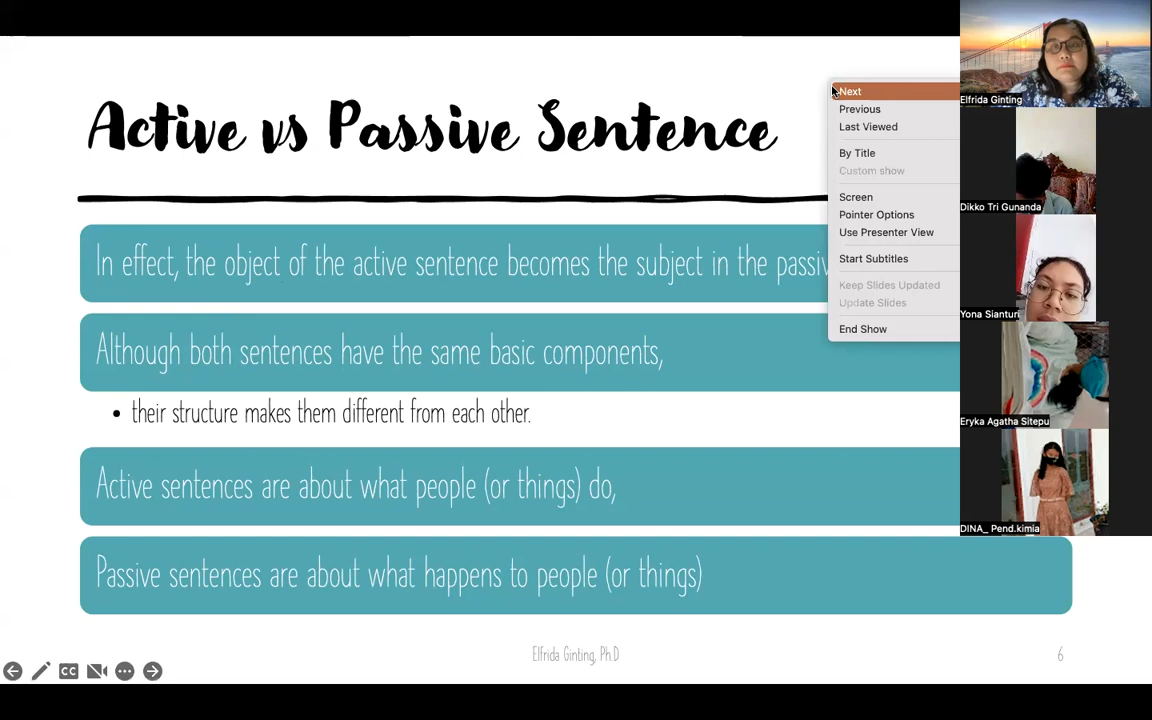 Active vs Passive Sentence
In effect, the object of the active sentence becomes the subject in the
Although both sentences have the same basic components,
• their structure makes them different from each other.
Active sentences are about what people (or things) do,
Passive sentences are about what happens to people (or things)
Elfrida Ginting, Ph.D
6
CC
Next
Previous
Last Viewed
By Title
Custom show
Screen
Pointer Options
Use Presenter View
Start Subtitles
Keep Slides Updated
Update Slides
End Show
Elfrida Ginting
Dikko Tri Gunanda
Yona Sianturi
Eryka Agatha Sitepu
DINA_ Pend.kimia